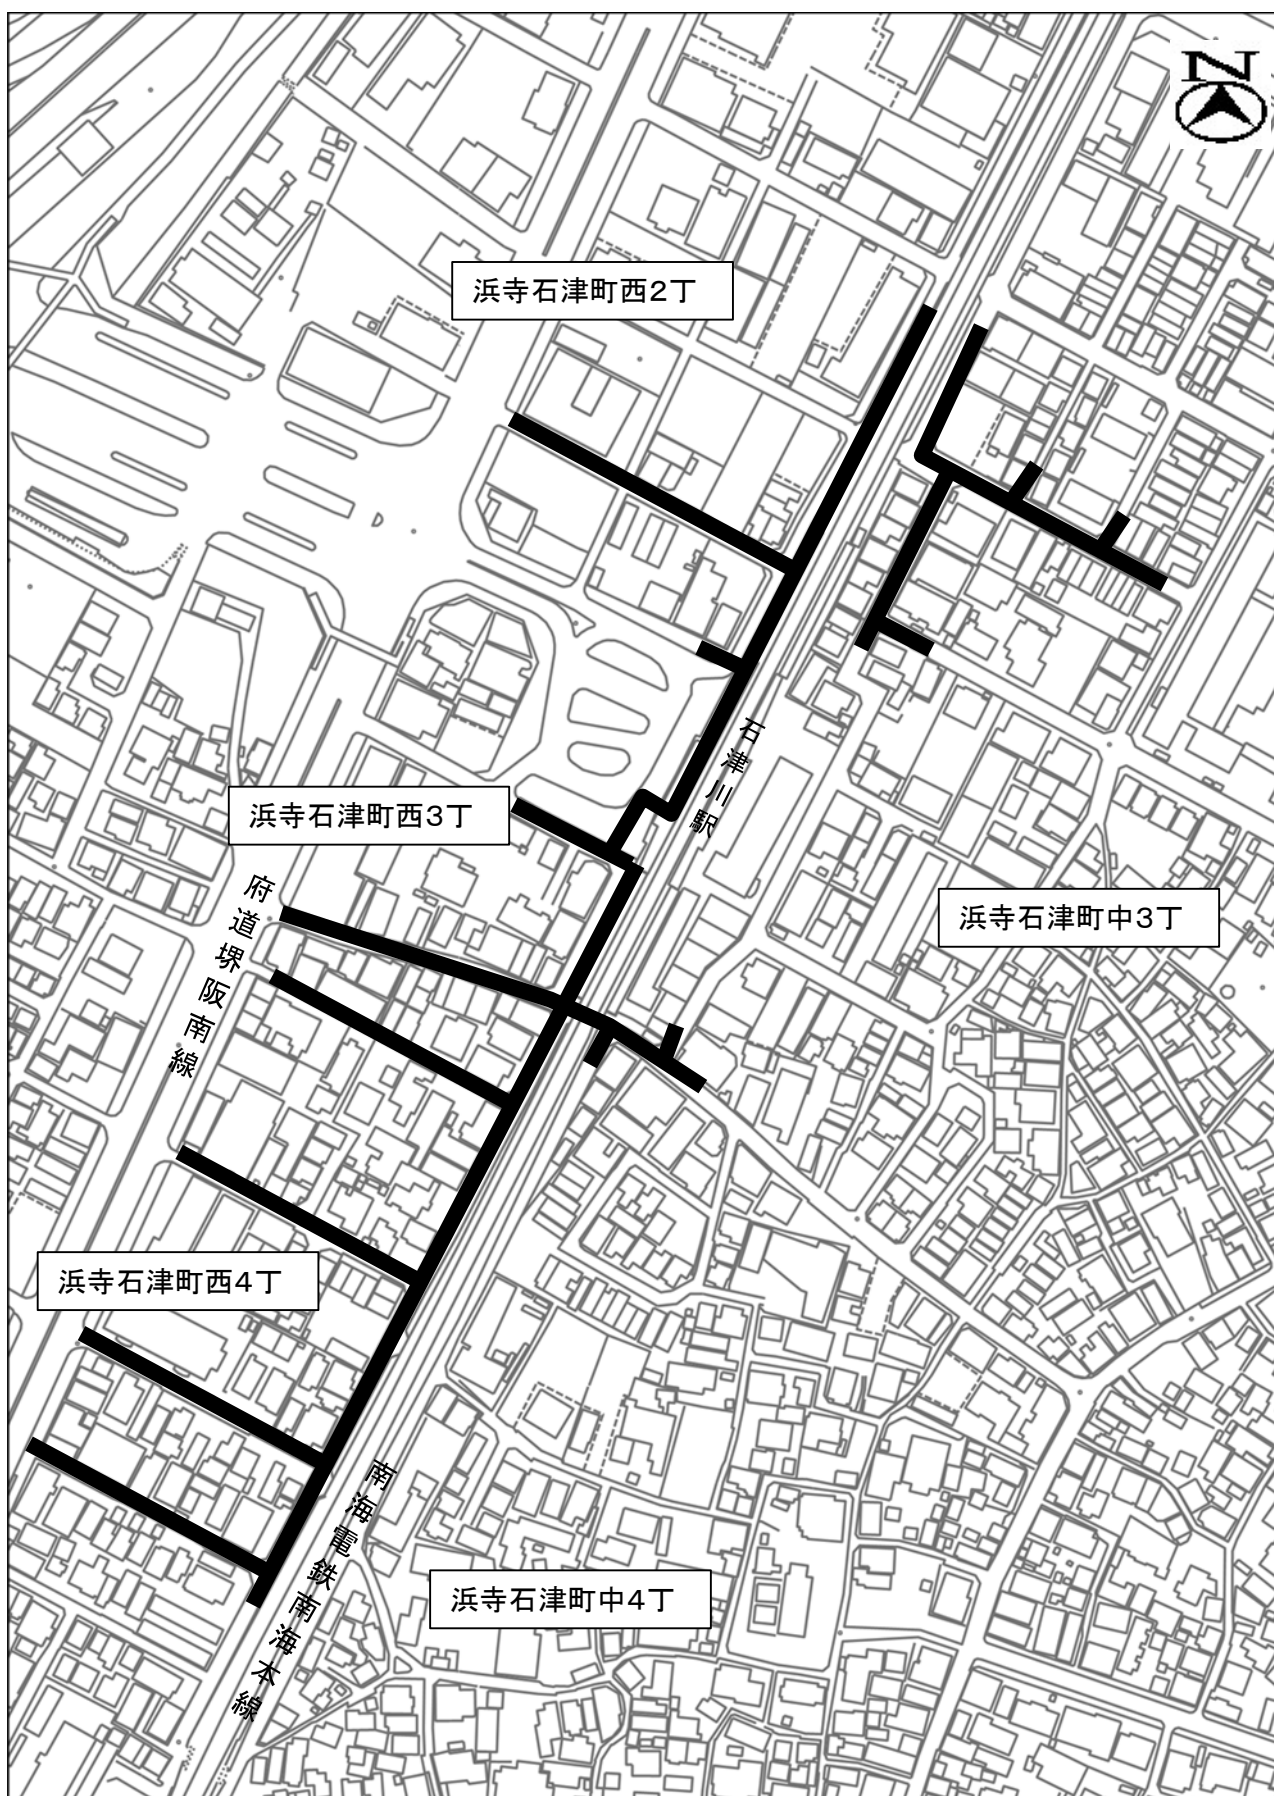 N
浜寺石津町西2丁
石津川駅
浜寺石津町西3丁
府道堺阪南線
浜寺石津町中3丁
浜寺石津町西4丁
南海電鉄南海本線
浜寺石津町中4丁